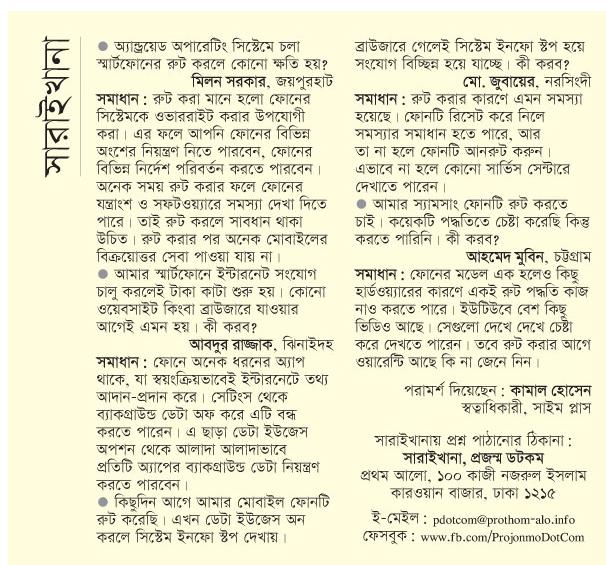 সারাইখানা
● অ্যান্ড্রয়েড অপারেটিং সিস্টেমে চলা
স্মার্টফোনের রুট করলে কোনো ক্ষতি হয়?
মিলন সরকার, জয়পুরহাট
সমাধান : রুট করা মানে হলো ফোনের
সিস্টেমকে ওভাররাইট করার উপযোগী
করা। এর ফলে আপনি ফোনের বিভিন্ন
অংশের নিয়ন্ত্রণ নিতে পারবেন, ফোনের
বিভিন্ন নির্দেশ পরিবর্তন করতে পারবেন।
অনেক সময় রুট করার ফলে ফোনের
যন্ত্রাংশ ও সফটওয়্যারে সমস্যা দেখা দিতে
পারে। তাই রুট করলে সাবধান থাকা
উচিত। রুট করার পর অনেক মোবাইলের
বিক্রয়োত্তর সেবা পাওয়া যায় না।
● আমার স্মার্টফোনে ইন্টারনেট সংযোগ
চালু করলেই টাকা কাটা শুরু হয়। কোনো
ওয়েবসাইট কিংবা ব্রাউজারে যাওয়ার
আগেই এমন হয়। কী করব?
আবদুর রাজ্জাক, ঝিনাইদহ
সমাধান : ফোনে অনেক ধরনের অ্যাপ
থাকে, যা স্বয়ংক্রিয়ভাবেই ইন্টারনেটে তথ্য
আদান-প্রদান করে। সেটিংস থেকে
ব্যাকগ্রাউন্ড ডেটা অফ করে এটি বন্ধ
করতে পারেন। এ ছাড়া ডেটা ইউজেস
অপশন থেকে আলাদা আলাদাভাবে
প্রতিটি অ্যাপের ব্যাকগ্রাউন্ড ডেটা নিয়ন্ত্রণ
করতে পারবেন।
● কিছুদিন আগে আমার মোবাইল ফোনটি
রুট করেছি। এখন ডেটা ইউজেস অন
করলে সিস্টেম ইনফো স্টপ দেখায়।
ব্রাউজারে গেলেই সিস্টেম ইনফো স্টপ হয়ে
সংযোগ বিচ্ছিন্ন হয়ে যাচ্ছে। কী করব?
মো. জুবায়ের, নরসিংদী
সমাধান : রুট করার কারণে এমন সমস্যা
হয়েছে। ফোনটি রিসেট করে নিলে
সমস্যার সমাধান হতে পারে, আর
তা না হলে ফোনটি আনরুট করুন।
এভাবে না হলে কোনো সার্ভিস সেন্টারে
দেখাতে পারেন।
● আমার স্যামসাং ফোনটি রুট করতে
চাই। কয়েকটি পদ্ধতিতে চেষ্টা করেছি কিন্তু
করতে পারিনি। কী করব?
আহমেদ মুবিন, চট্টগ্রাম
সমাধান : ফোনের মডেল এক হলেও কিছু
হার্ডওয়্যারের কারণে একই রুট পদ্ধতি কাজ
নাও করতে পারে। ইউটিউবে বেশ কিছু
ভিডিও আছে। সেগুলো দেখে দেখে চেষ্টা
করে দেখতে পারেন। তবে রুট করার আগে
ওয়ারেন্টি আছে কি না জেনে নিন।
পরামর্শ দিয়েছেন : কামাল হোসেন
স্বত্বাধিকারী, সাইম প্লাস
সারাইখানায় প্রশ্ন পাঠানোর ঠিকানা :
সারাইখানা, প্রজন্ম ডটকম
প্রথম আলো, ১০০ কাজী নজরুল ইসলাম
কারওয়ান বাজার, ঢাকা ১২১৫
ই-মেইল : pdotcom@prothom-alo.info
ফেসবুক : www.fb.com/ProjonmoDotCom